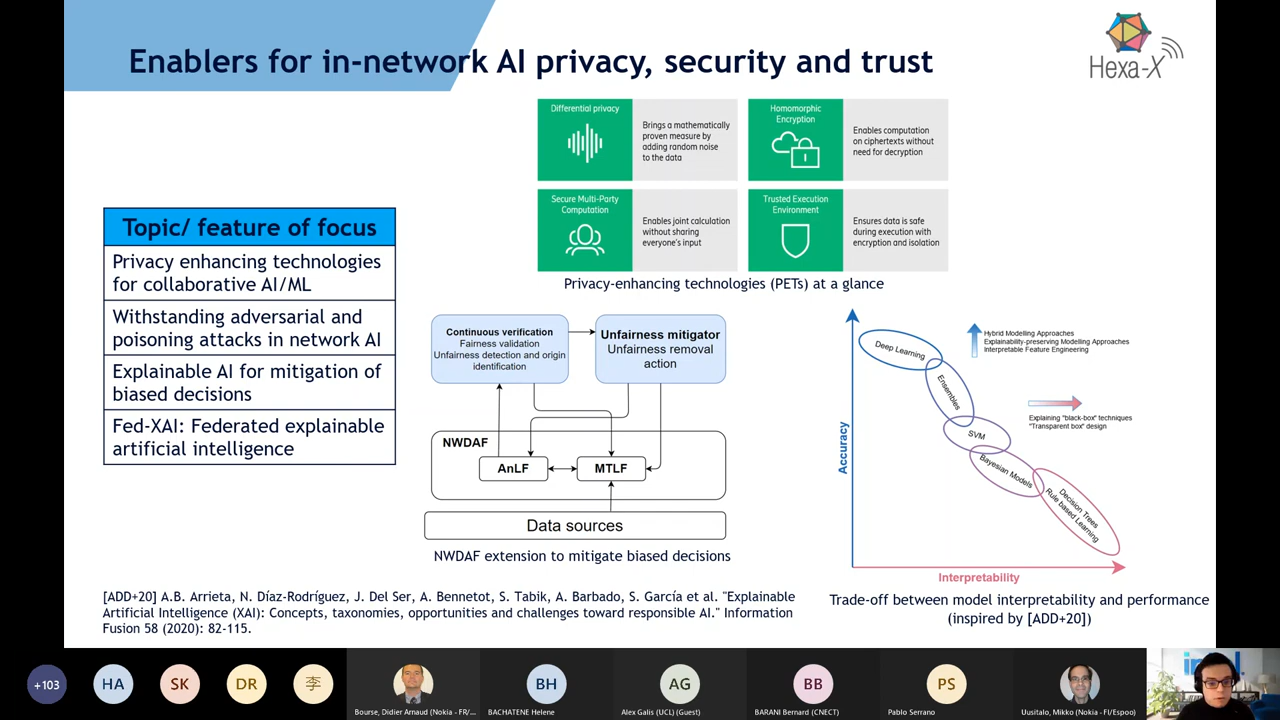 Enablers for in-network AI privacy, security and trust
Hexa-X
Differential privacy
Brings a mathematically
proven measure by
adding random noise
to the data
Homomorphic
Encryption
Enables computation
on ciphertexts without
need for decryption
Secure Multi-Party
Computation
Enables joint calculation
without sharing
everyone's input
Trusted Execution
Environment
Ensures data is safe
during execution with
encryption and isolation
Privacy-enhancing technologies (PETs) at a glance
Topic/ feature of focus
Privacy enhancing technologies
for collaborative AI/ML
Withstanding adversarial and
poisoning attacks in network AI
Explainable AI for mitigation of
biased decisions
Fed-XAI: Federated explainable
artificial intelligence
Continuous verification
Fairness validation
Unfairness detection and origin
identification
Unfairness mitigator
Unfairness removal
action
NWDAF
AnLF
MTLF
Data sources
NWDAF extension to mitigate biased decisions
Accuracy
Deep Learning
Ensembles
SVM
Bayesian Models
Decision Trees
Rule based Learning
Hybrid Modelling Approaches
Explainability-preserving Modelling Approaches
Interpretable Feature Engineering
Explaining "black-box" techniques
"Transparent box" design
Interpretability
Trade-off between model interpretability and performance
(inspired by [ADD+20])
[ADD+20] A.B. Arrieta, N. Díaz-Rodríguez, J. Del Ser, A. Bennetot, S. Tabik, A. Barbado, S. García et al. "Explainable
Artificial Intelligence (XAI): Concepts, taxonomies, opportunities and challenges toward responsible AI." Information
Fusion 58 (2020): 82-115.
+103
HA
SK
DR
李
Bourse, Didier Arnaud (Nokia - FR/...
BH
BACHATENE Helene
AG
Alex Galis (UCL) (Guest)
BB
BARANI Bernard (CNECT)
PS
Pablo Serrano
Uusitalo, Mikko (Nokia - FI/Espoo)